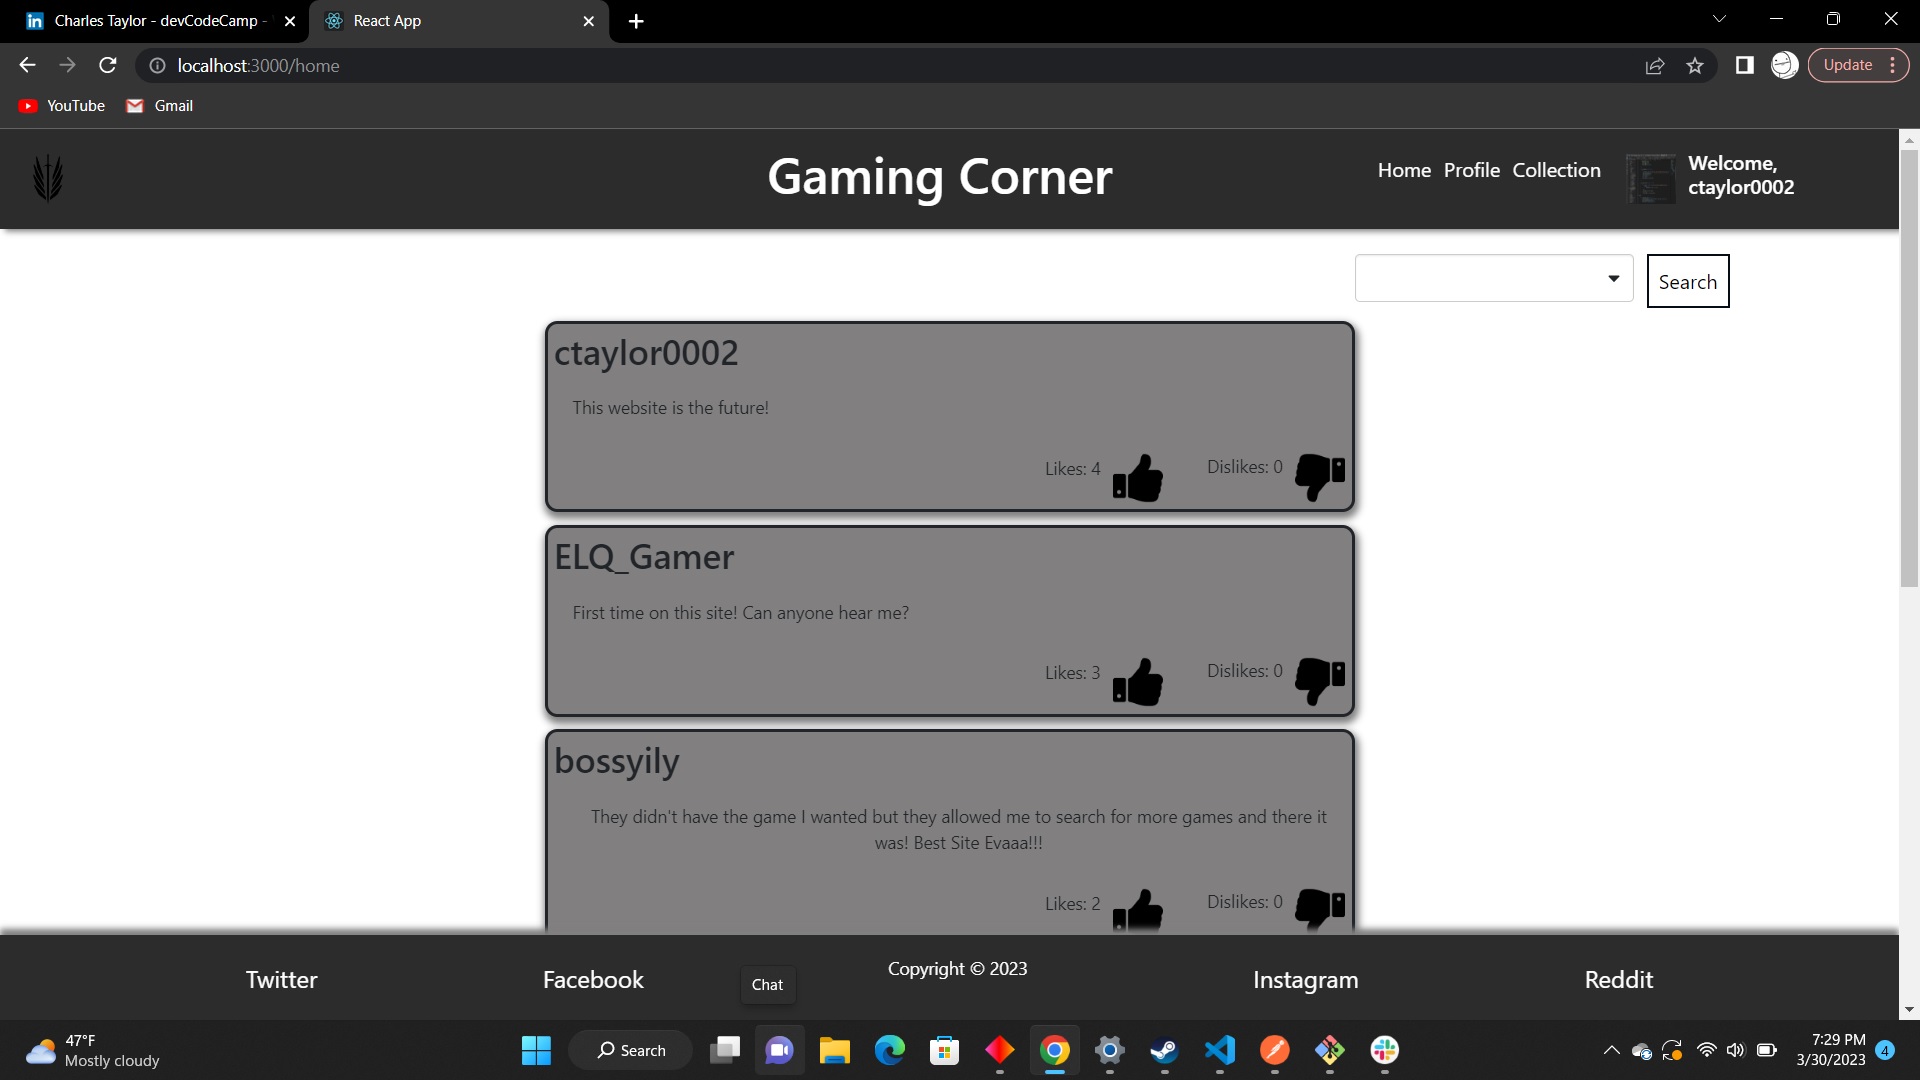 Charles Taylor - devCodeCamp -
React App
localhost:3000/home
Update
YouTube
Gmail
Gaming Corner
Home Profile Collection
Welcome,
ctaylor0002
Search
ctaylor0002
This website is the future!
Likes: 4
Dislikes: 0
ELQ_Gamer
First time on this site! Can anyone hear me?
Likes: 3
Dislikes: 0
bossyily
They didn't have the game I wanted but they allowed me to search for more games and there it
was! Best Site Evaaa!!!
Likes: 2
Dislikes: 0
Twitter
Facebook
Chat
Copyright © 2023
Instagram
Reddit
47°F
Mostly cloudy
Search
7:29 PM
3/30/2023
4